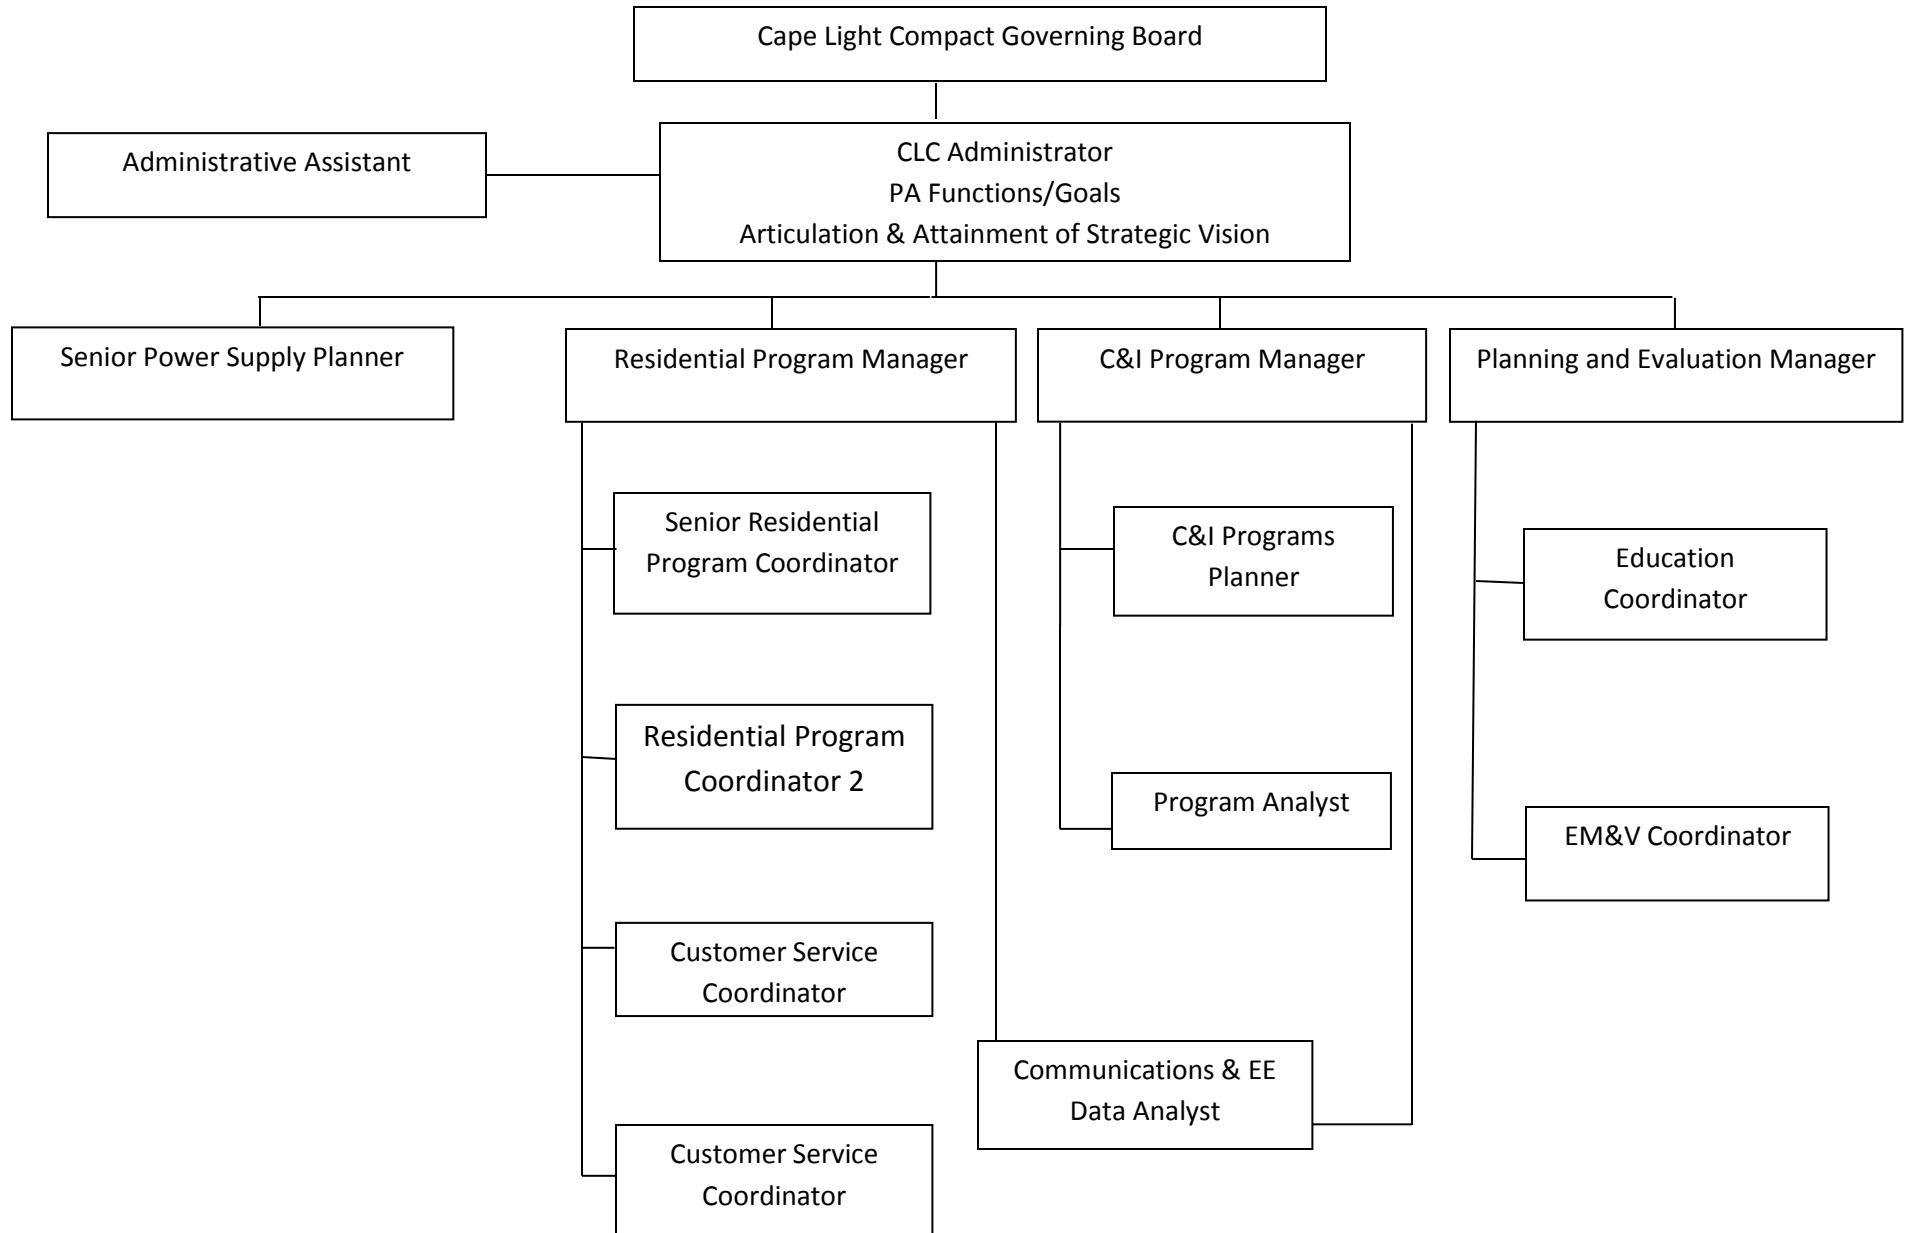 Cape Light Compact Governing Board
Administrative Assistant
CLC Administrator
PA Functions/Goals
Articulation & Attainment of Strategic Vision
Senior Power Supply Planner
Residential Program Manager
C&I Program Manager
Planning and Evaluation Manager
Senior Residential
Program Coordinator
C&I Programs
Planner
Education
Coordinator
Residential Program
Coordinator 2
Program Analyst
EM&V Coordinator
Customer Service
Coordinator
Communications & EE
Data Analyst
Customer Service
Coordinator